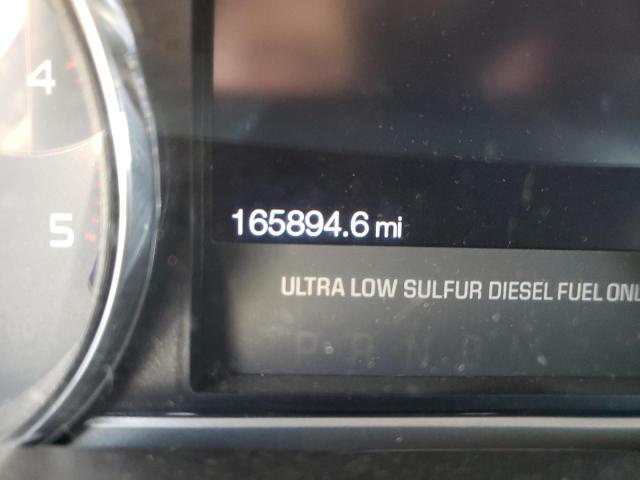 4
5
165894.6 mi
ULTRA LOW SULFUR DIESEL FUEL ONL
P R N D M